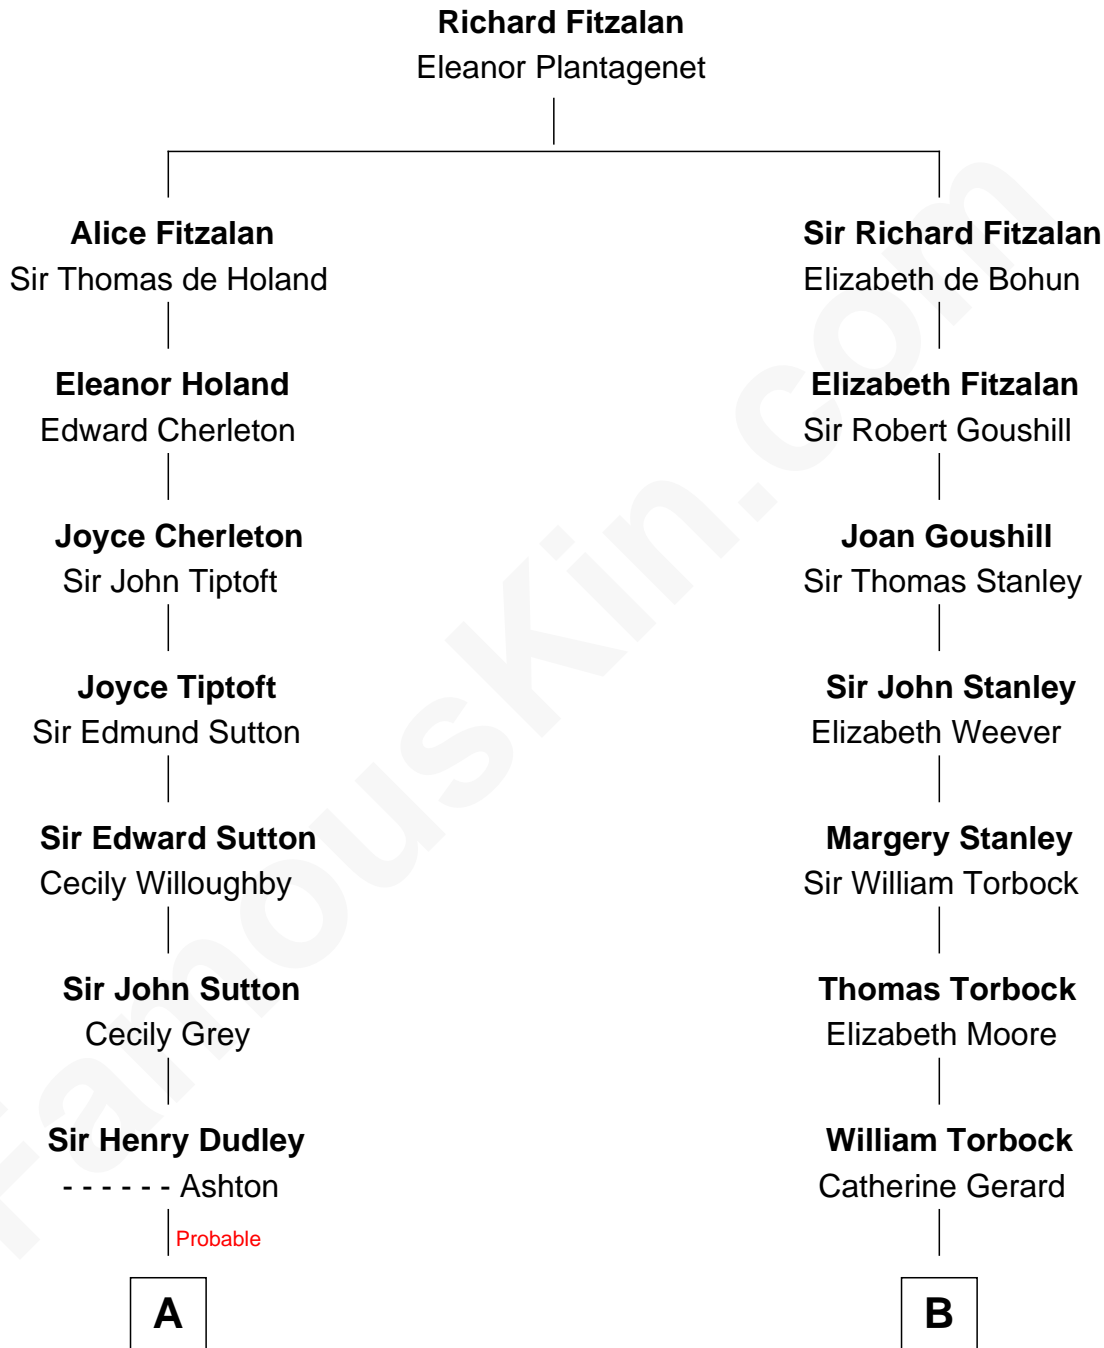 Richard Fitzalan
Eleanor Plantagenet
Alice Fitzalan
Sir Thomas de Holand
Eleanor Holand
Edward Cherleton
Joyce Cherleton
Sir John Tiptoft
Joyce Tiptoft
Sir Edmund Sutton
Sir Edward Sutton
Cecily Willoughby
Sir John Sutton
Cecily Grey
Sir Henry Dudley
- - - - - - Ashton
Probable
A
Sir Richard Fitzalan
Elizabeth de Bohun
Elizabeth Fitzalan
Sir Robert Goushill
Joan Goushill
Sir Thomas Stanley
Sir John Stanley
Elizabeth Weever
Margery Stanley
Sir William Torbock
Thomas Torbock
Elizabeth Moore
William Torbock
Catherine Gerard
B
FamousKin.com